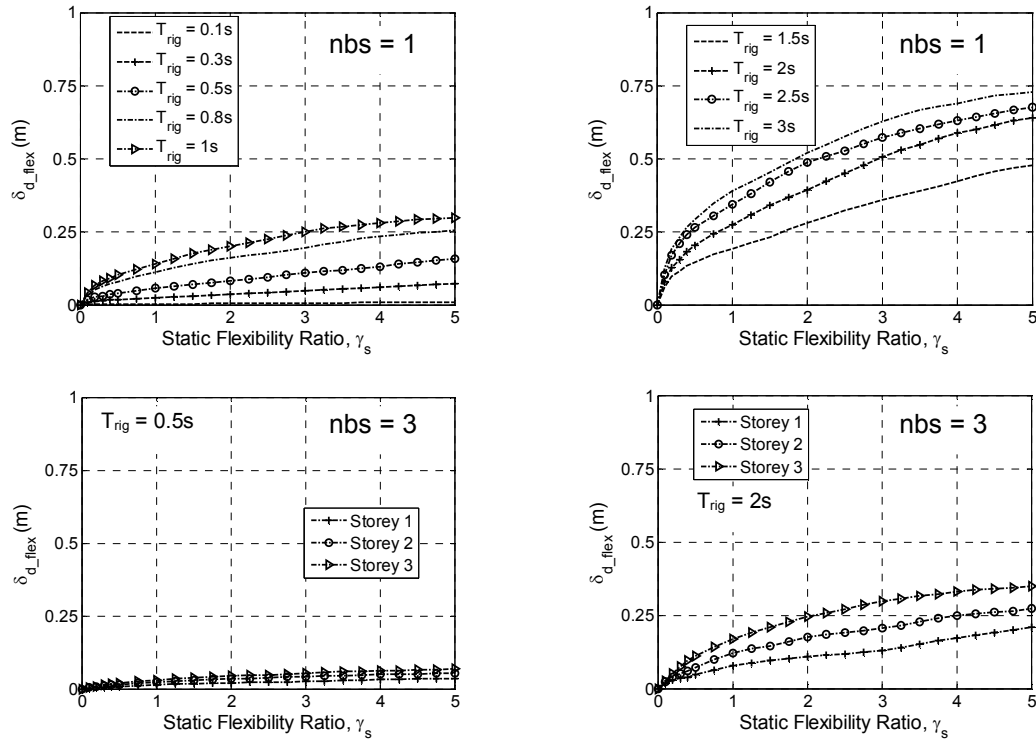 nbs = 1
T_rig = 0.1s
T_rig = 0.3s
T_rig = 0.5s
T_rig = 0.8s
T_rig = 1s
1
0.75
0.5
0.25
0
δ_d_flex (m)
0 1 2 3 4 5
Static Flexibility Ratio, γ_s
nbs = 1
T_rig = 1.5s
T_rig = 2s
T_rig = 2.5s
T_rig = 3s
1
0.75
0.5
0.25
0
δ_d_flex (m)
0 1 2 3 4 5
Static Flexibility Ratio, γ_s
T_rig = 0.5s
nbs = 3
Storey 1
Storey 2
Storey 3
1
0.75
0.5
0.25
0
δ_d_flex (m)
0 1 2 3 4 5
Static Flexibility Ratio, γ_s
nbs = 3
Storey 1
Storey 2
Storey 3
T_rig = 2s
1
0.75
0.5
0.25
0
δ_d_flex (m)
0 1 2 3 4 5
Static Flexibility Ratio, γ_s